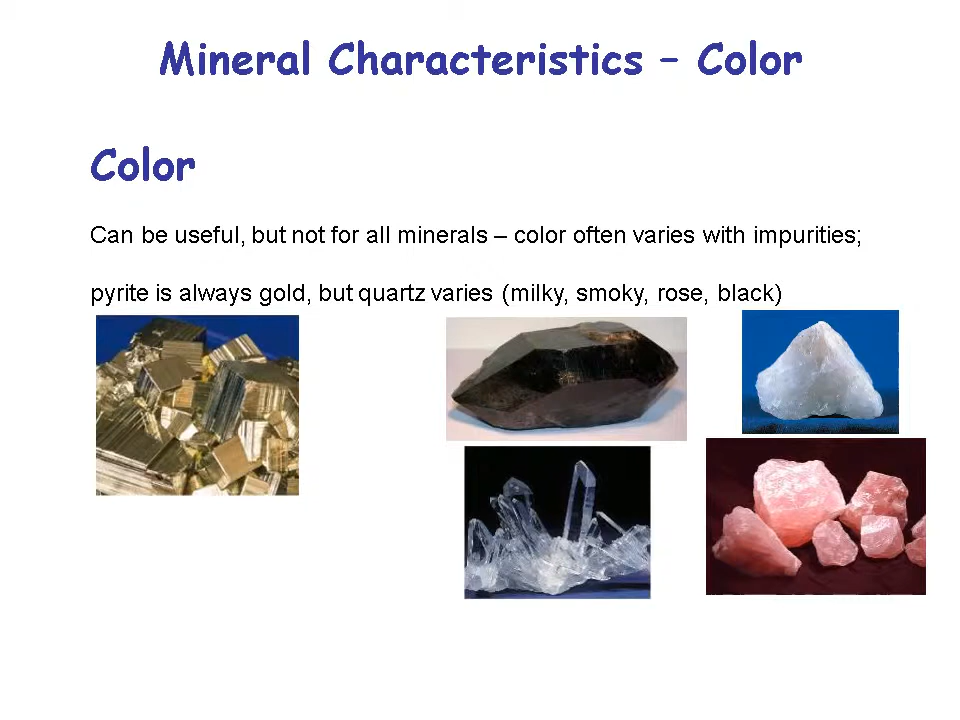 Mineral Characteristics – Color
Color
Can be useful, but not for all minerals – color often varies with impurities;
pyrite is always gold, but quartz varies (milky, smoky, rose, black)